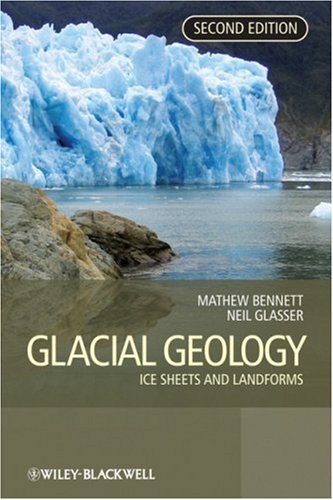 SECOND EDITION
MATHEW BENNETT
NEIL GLASSER
GLACIAL GEOLOGY
ICE SHEETS AND LANDFORMS
WILEY-BLACKWELL